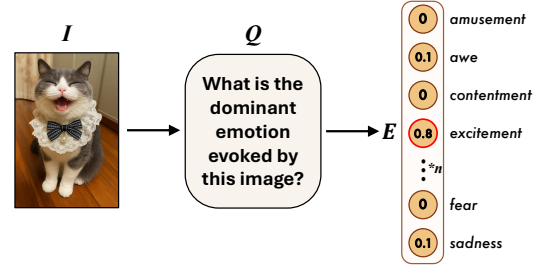 I
Q
What is the
dominant
emotion
evoked by
this image?
E
0 amusement
0.1 awe
0 contentment
0.8 excitement
⋮*n
0 fear
0.1 sadness